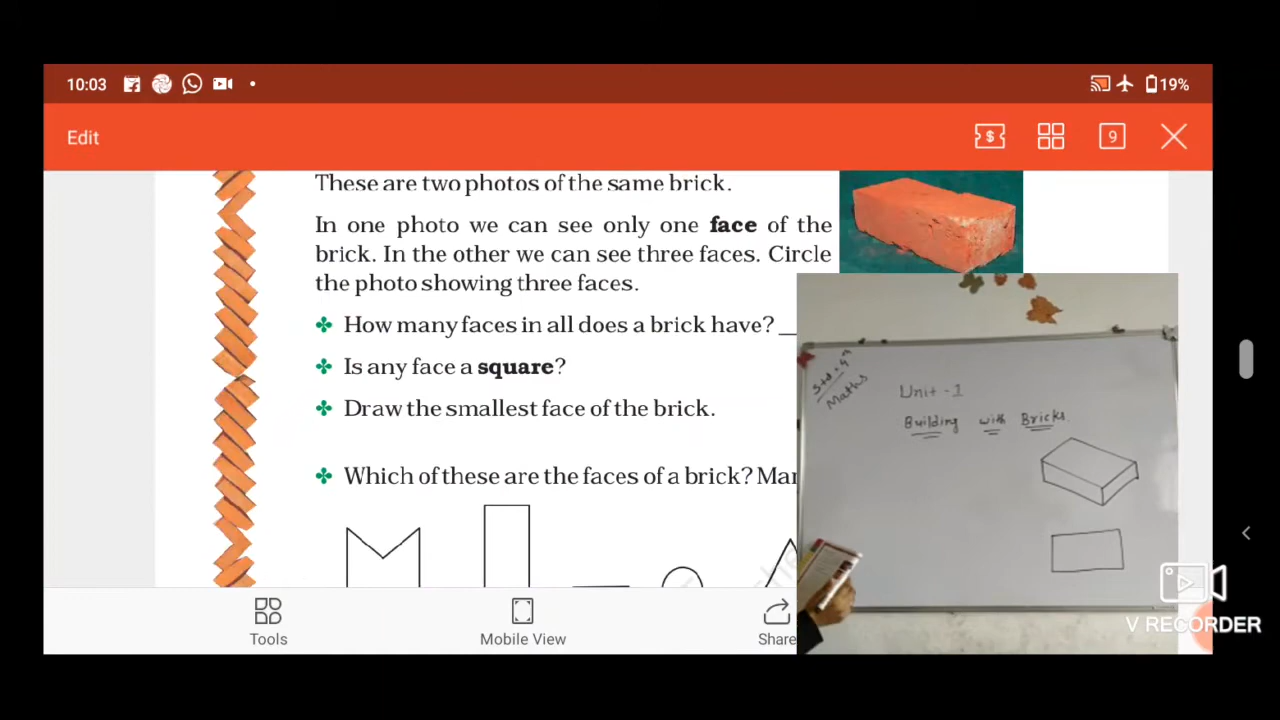 10:03
19%
Edit
$
9
These are two photos of the same brick.
In one photo we can see only one face of the
brick. In the other we can see three faces. Circle
the photo showing three faces.
How many faces in all does a brick have? __
Is any face a square?
Draw the smallest face of the brick.
Which of these are the faces of a brick? Mar
Std - 4th
Maths
Unit - 1
Building with Bricks
Tools
Mobile View
Share
V RECORDER